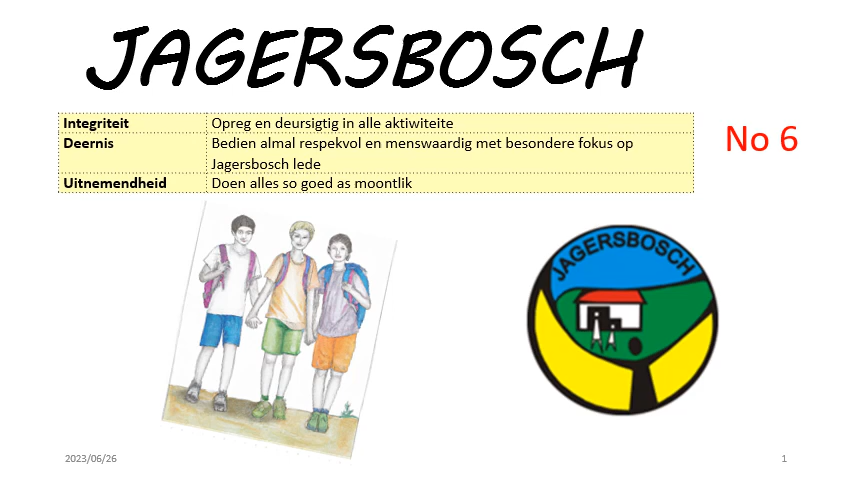 JAGERSBOSCH
Integriteit Opreg en deursigtig in alle aktiwiteite
No 6
Deernis Bedien almal respekvol en menswaardig met besondere fokus op
Jagersbosch lede
Uitnemendheid Doen alles so goed as moontlik
JAGERSBOSCH
2023/06/26
1